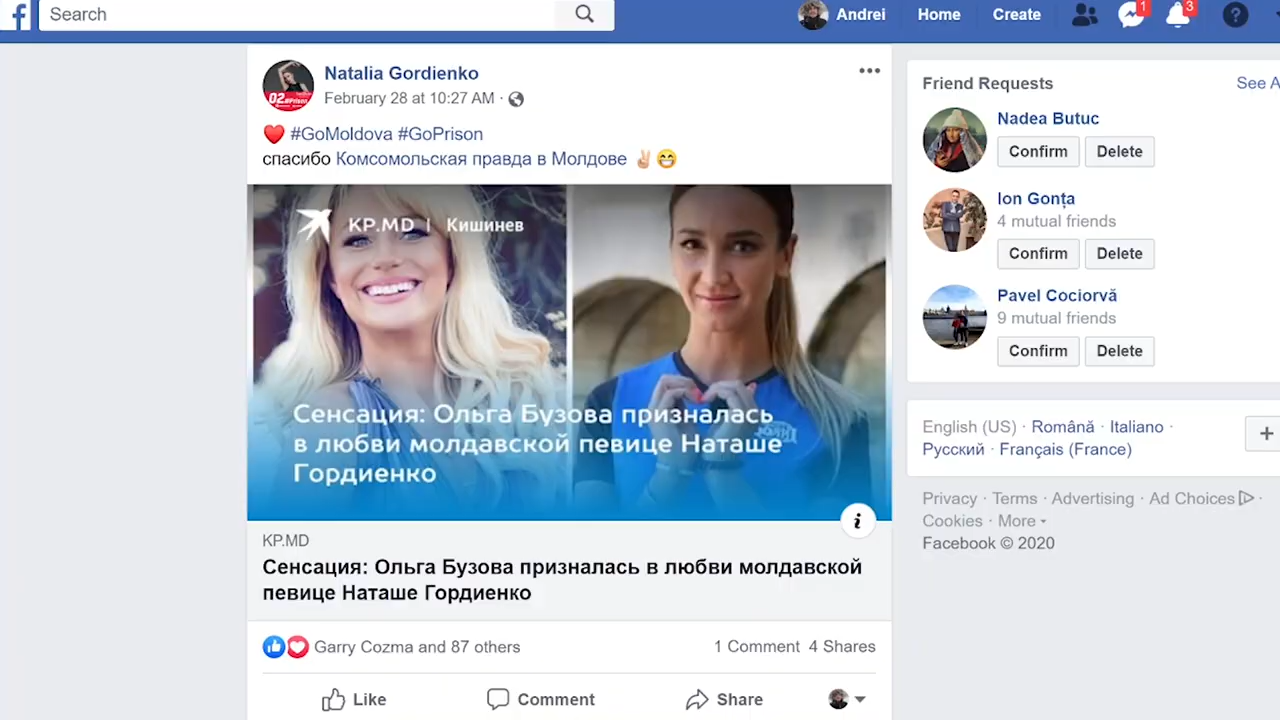 Search
Andrei
Home
Create
1
3
Natalia Gordienko
February 28 at 10:27 AM ·
#GoMoldova #GoPrison
спасибо Комсомольская правда в Молдове
KP.MD | Кишинев
Сенсация: Ольга Бузова призналась
в любви молдавской певице Наташе
Гордиенко
KP.MD
Сенсация: Ольга Бузова призналась в любви молдавской
певице Наташе Гордиенко
Garry Cozma and 87 others
1 Comment 4 Shares
Like
Comment
Share
Friend Requests
See A
Nadea Butuc
Confirm
Delete
Ion Gonța
4 mutual friends
Confirm
Delete
Pavel Cociorvă
9 mutual friends
Confirm
Delete
English (US) · Română · Italiano ·
Русский · Français (France)
Privacy · Terms · Advertising · Ad Choices ·
Cookies · More
Facebook © 2020